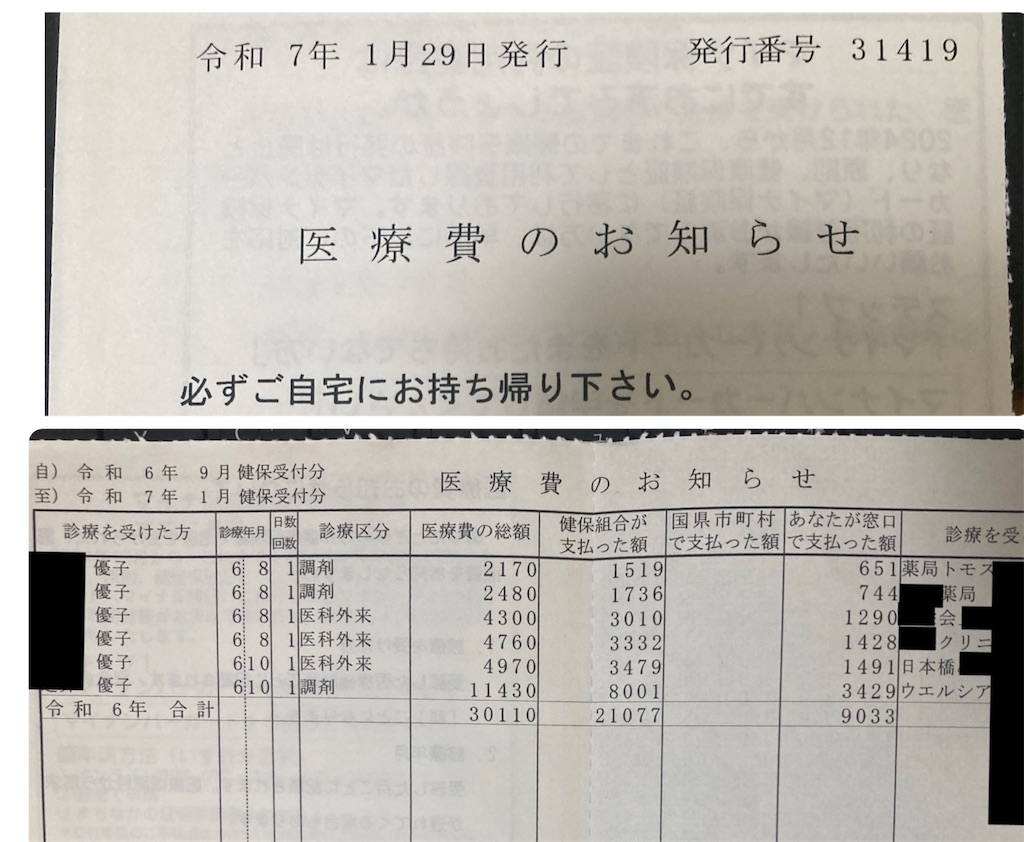 令和 7年 1月29日発行 発行番号 31419
医療費のお知らせ
必ずご自宅にお持ち帰り下さい。
自) 令和 6年 9月健保受付分
至) 令和 7年 1月健保受付分
医療費のお知らせ
診療を受けた方 診療年月 日数回数 診療区分 医療費の総額 健保組合が支払った額 国県市町村で支払った額 あなたが窓口で支払った額 診療を受
優子 6 8 1 調剤 2170 1519 651 薬局トモズ
優子 6 8 1 調剤 2480 1736 744 薬局
優子 6 8 1 医科外来 4300 3010 1290 会
優子 6 8 1 医科外来 4760 3332 1428 クリニ
優子 6 10 1 医科外来 4970 3479 1491 日本橋
優子 6 10 1 調剤 11430 8001 3429 ウエルシア
令和 6年 合計 30110 21077 9033